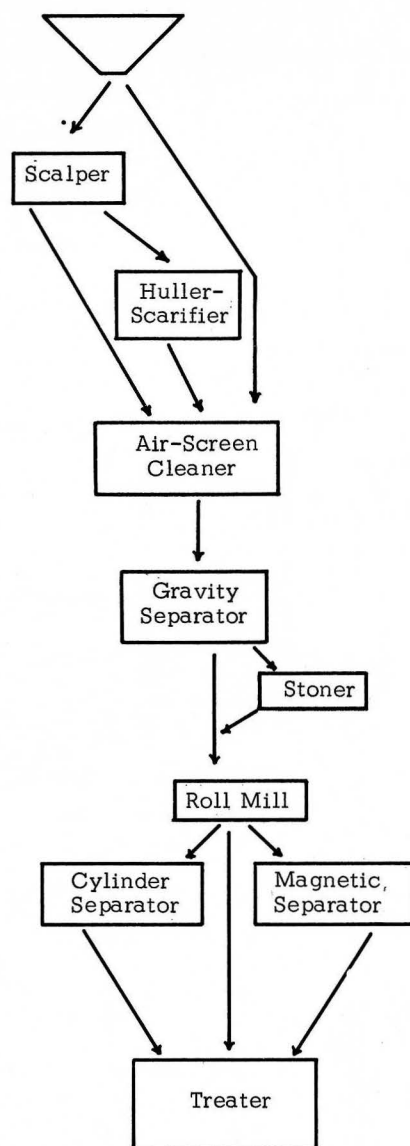 Scalper
Huller-
Scarifier
Air-Screen
Cleaner
Gravity
Separator
Stoner
Roll Mill
Cylinder
Separator
Magnetic
Separator
Treater